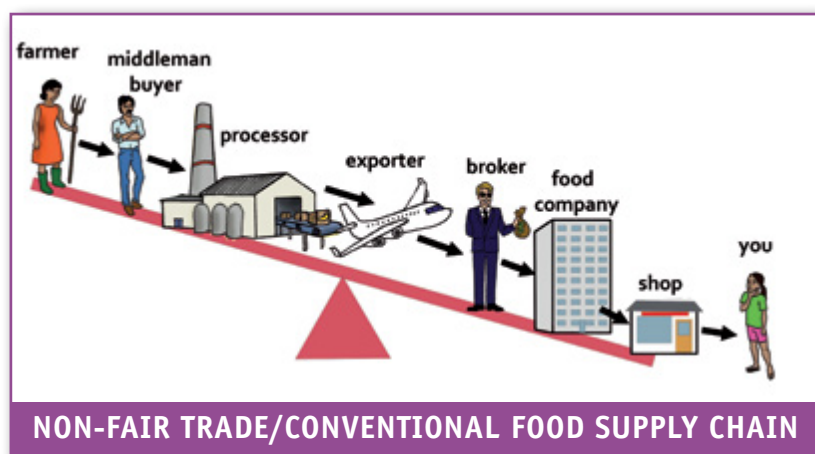 farmer
middleman
buyer
processor
exporter
broker
food
company
shop
you
NON-FAIR TRADE/CONVENTIONAL FOOD SUPPLY CHAIN